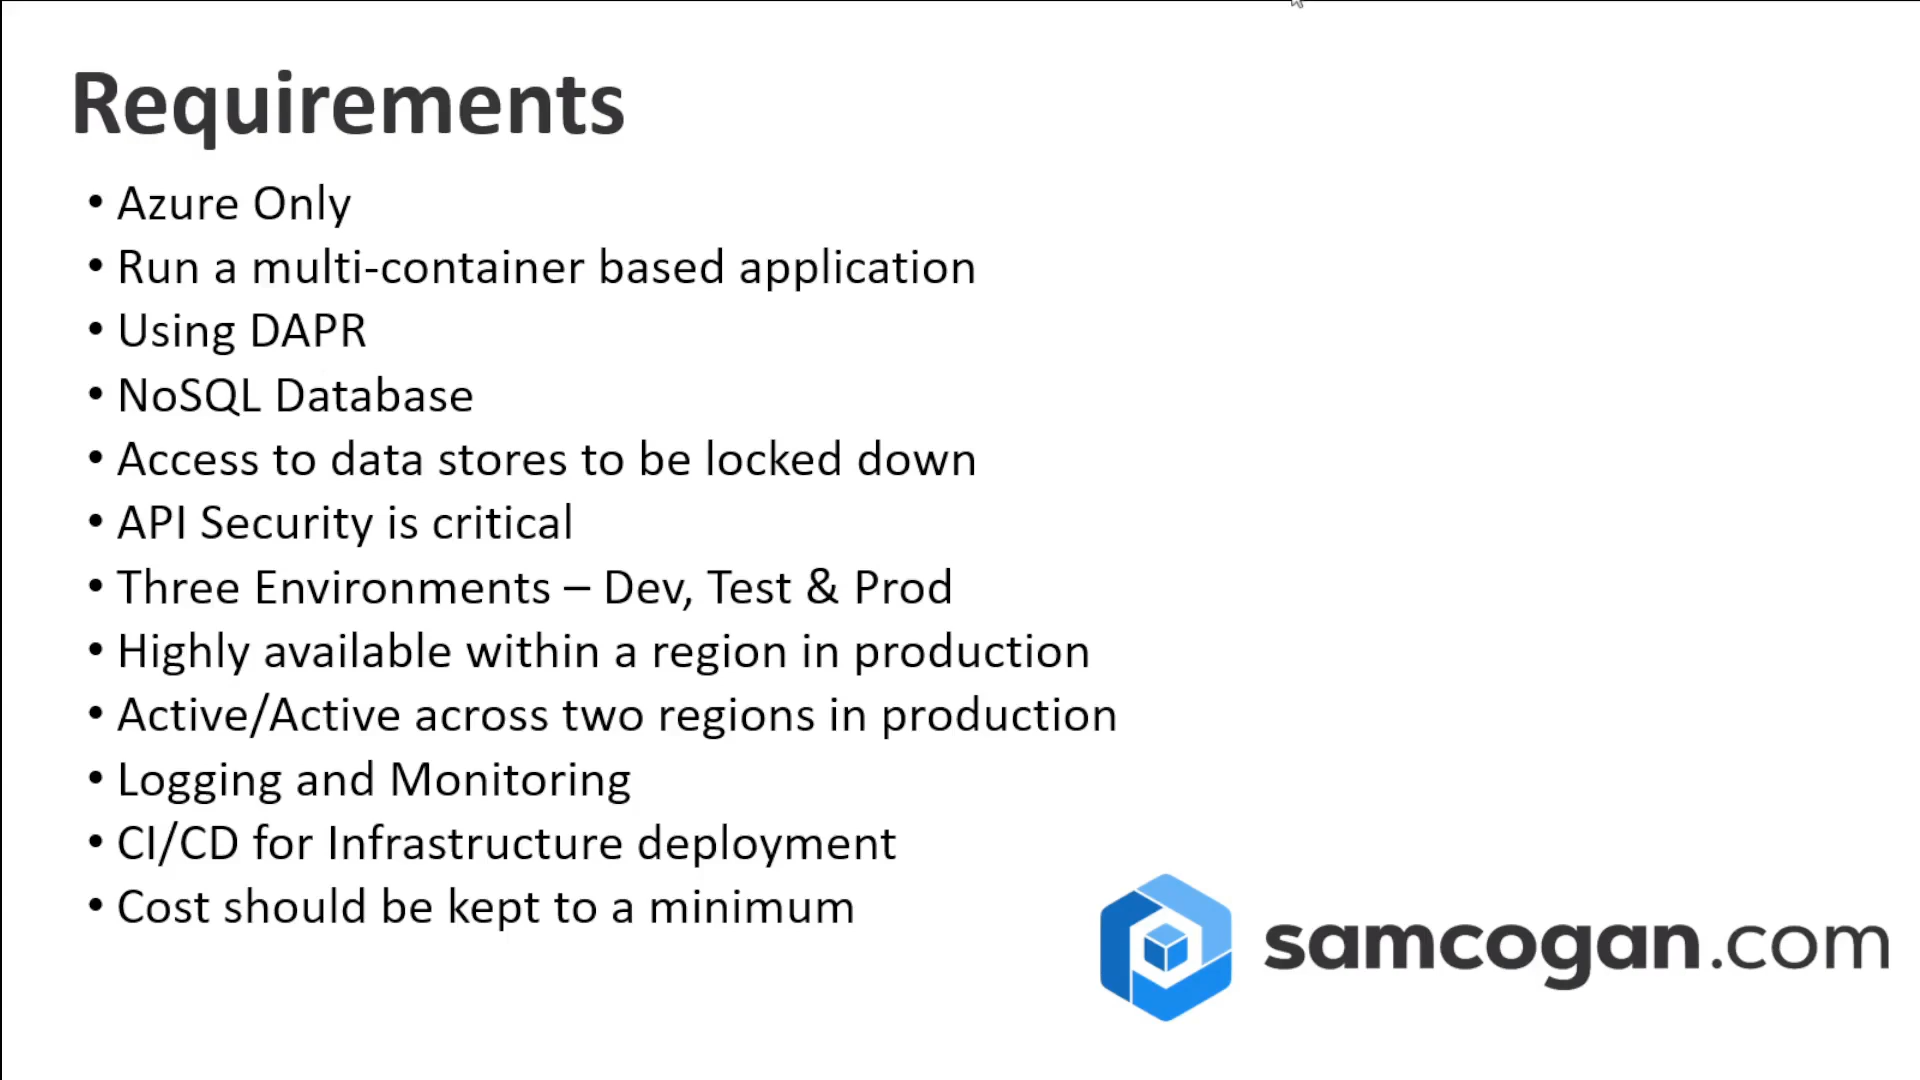 Requirements
• Azure Only
• Run a multi-container based application
• Using DAPR
• NoSQL Database
• Access to data stores to be locked down
• API Security is critical
• Three Environments – Dev, Test & Prod
• Highly available within a region in production
• Active/Active across two regions in production
• Logging and Monitoring
• CI/CD for Infrastructure deployment
• Cost should be kept to a minimum
samcogan.com